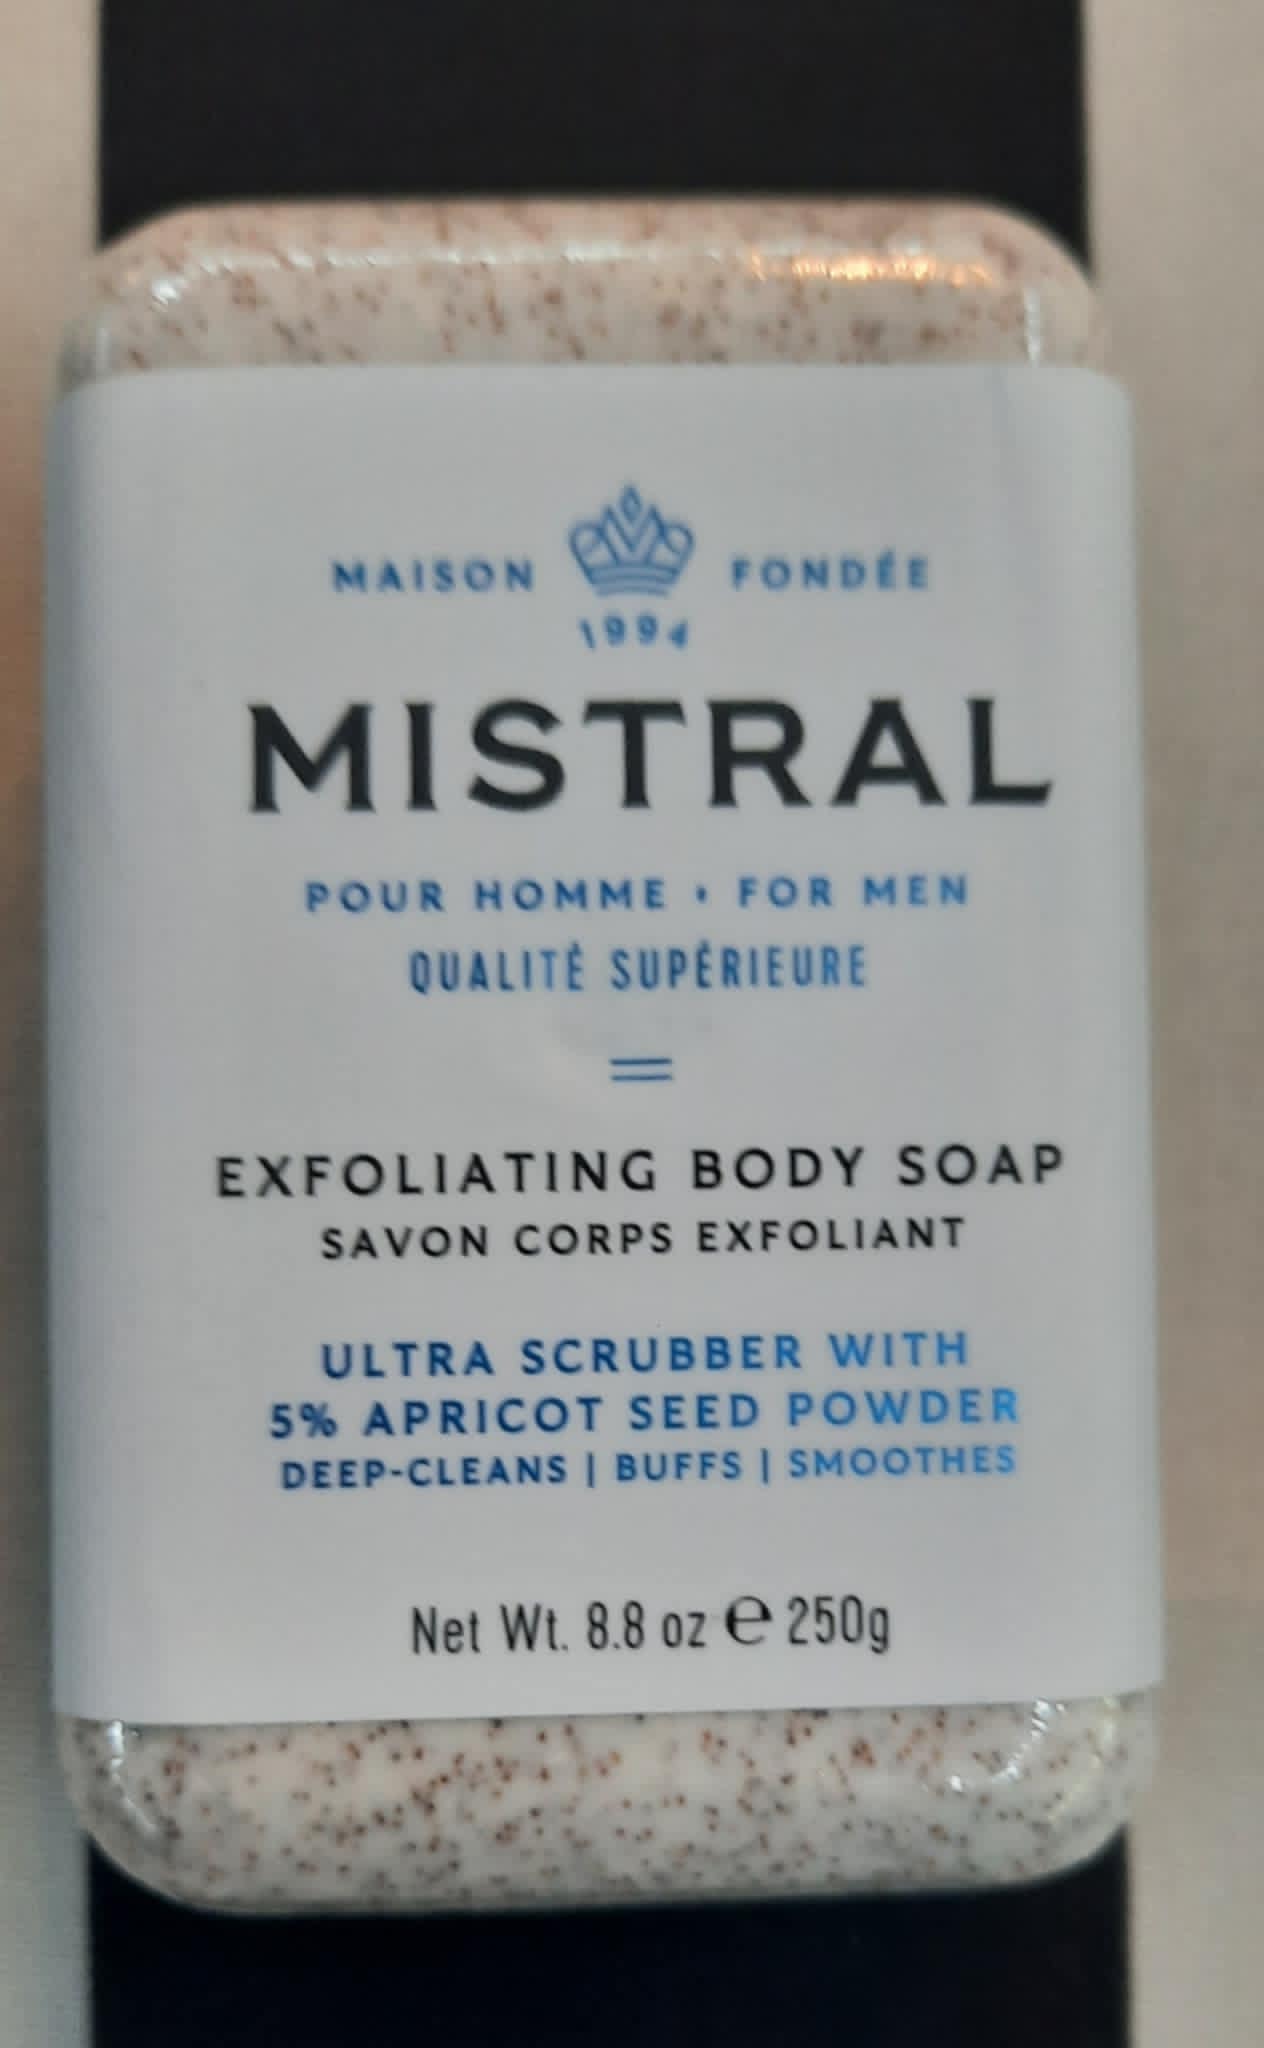 MAISON FONDÉE
1994
MISTRAL
POUR HOMME • FOR MEN
QUALITÉ SUPÉRIEURE
EXFOLIATING BODY SOAP
SAVON CORPS EXFOLIANT
ULTRA SCRUBBER WITH
5% APRICOT SEED POWDER
DEEP-CLEANS | BUFFS | SMOOTHES
Net Wt. 8.8 oz ℮ 250g